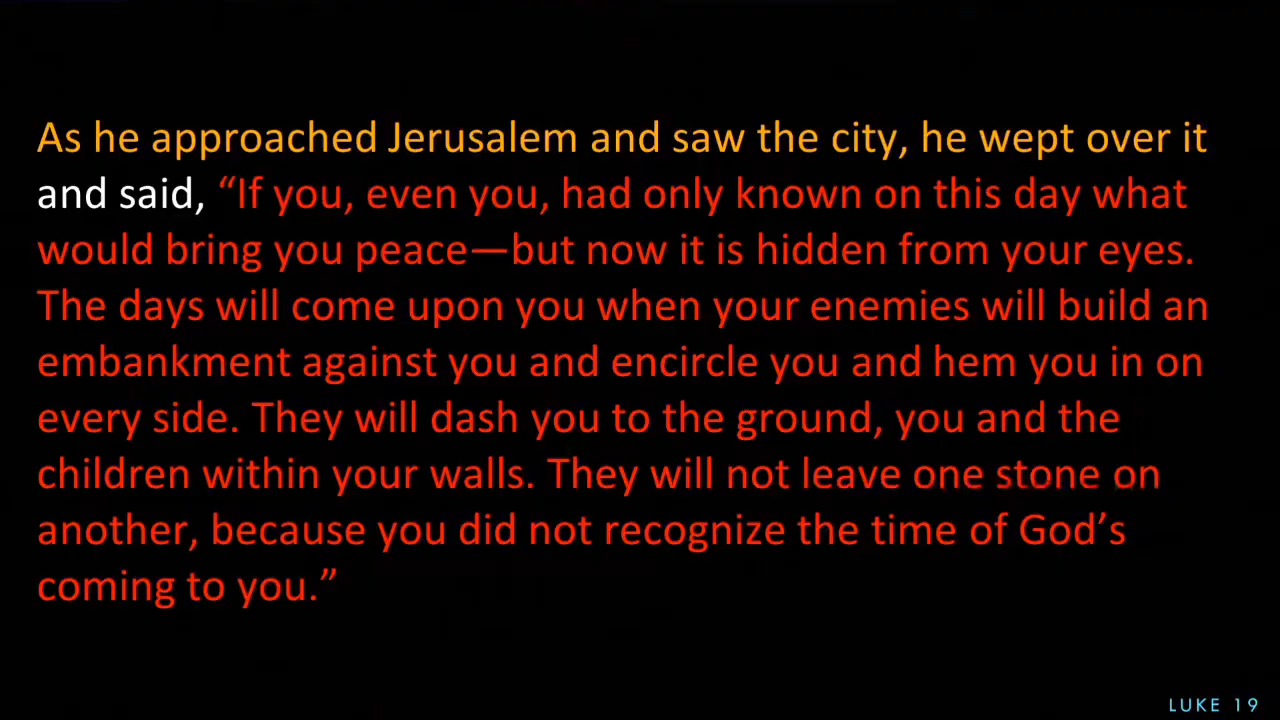 As he approached Jerusalem and saw the city, he wept over it
and said, “If you, even you, had only known on this day what
would bring you peace—but now it is hidden from your eyes.
The days will come upon you when your enemies will build an
embankment against you and encircle you and hem you in on
every side. They will dash you to the ground, you and the
children within your walls. They will not leave one stone on
another, because you did not recognize the time of God’s
coming to you.”
LUKE 19